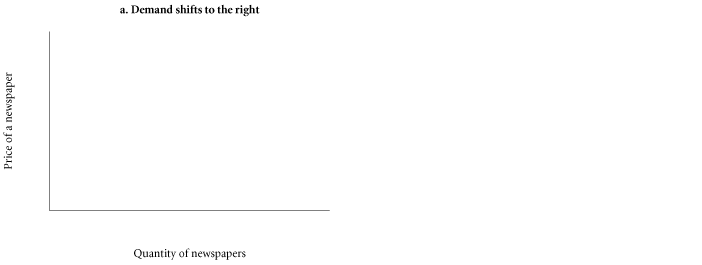 a. Demand shifts to the right
Price of a newspaper
Quantity of newspapers